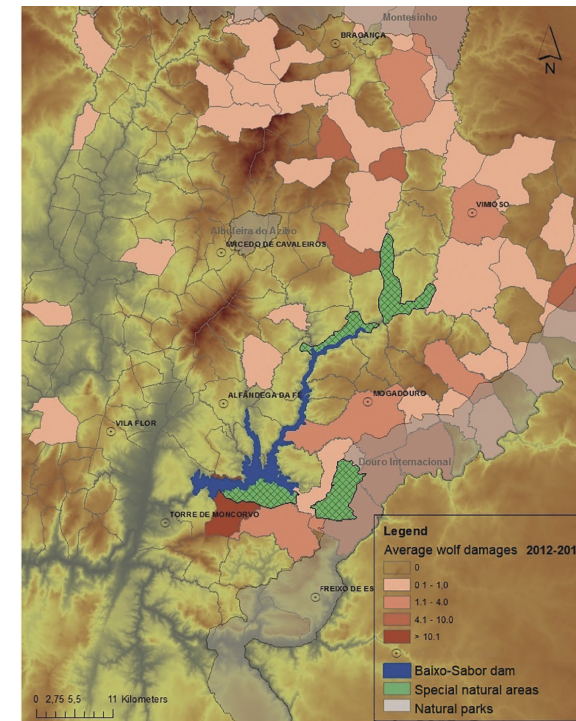 Montesinho
BRAGANÇA
N
VIMIOSO
Albufeira do Azibo
MACEDO DE CAVALEIROS
ALFÂNDEGA DA FÉ
MOGADOURO
VILA FLOR
Douro Internacional
TORRE DE MONCORVO
FREIXO DE ES
Legend
Average wolf damages 2012-201
0
0.1 - 1.0
1.1 - 4.0
4.1 - 10.0
> 10.1
Baixo-Sabor dam
Special natural areas
Natural parks
0 2,75 5,5 11 Kilometers